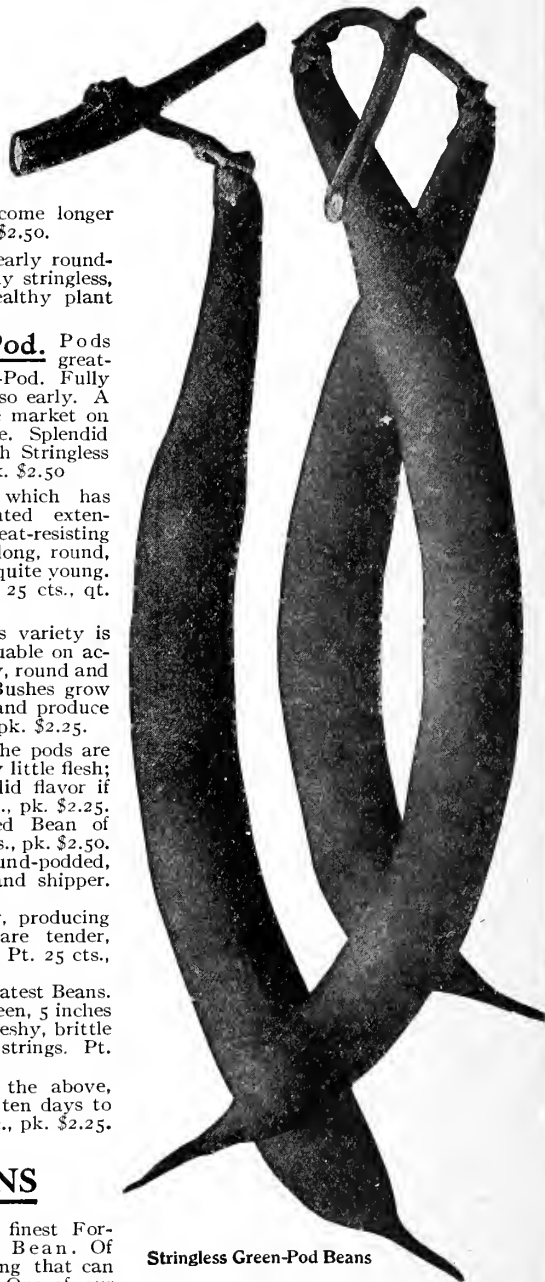 come longer
$2.50.
early round-
y stringless,
ealthy plant
Pod. Pods
great-
-Pod. Fully
so early. A
market on
e. Splendid
h Stringless
k. $2.50
which has
ated exten-
eat-resisting
long, round,
quite young.
25 cts., qt.
s variety is
uable on ac-
y, round and
Bushes grow
and produce
pk. $2.25.
he pods are
y little flesh;
did flavor if
., pk. $2.25.
ed Bean of
s., pk. $2.50.
und-podded,
and shipper.
, producing
are tender,
Pt. 25 cts.,
atest Beans.
een, 5 inches
eshy, brittle
strings. Pt.
the above,
ten days to
., pk. $2.25.
NS
finest For-
Bean. Of
ng that can
Stringless Green-Pod Beans